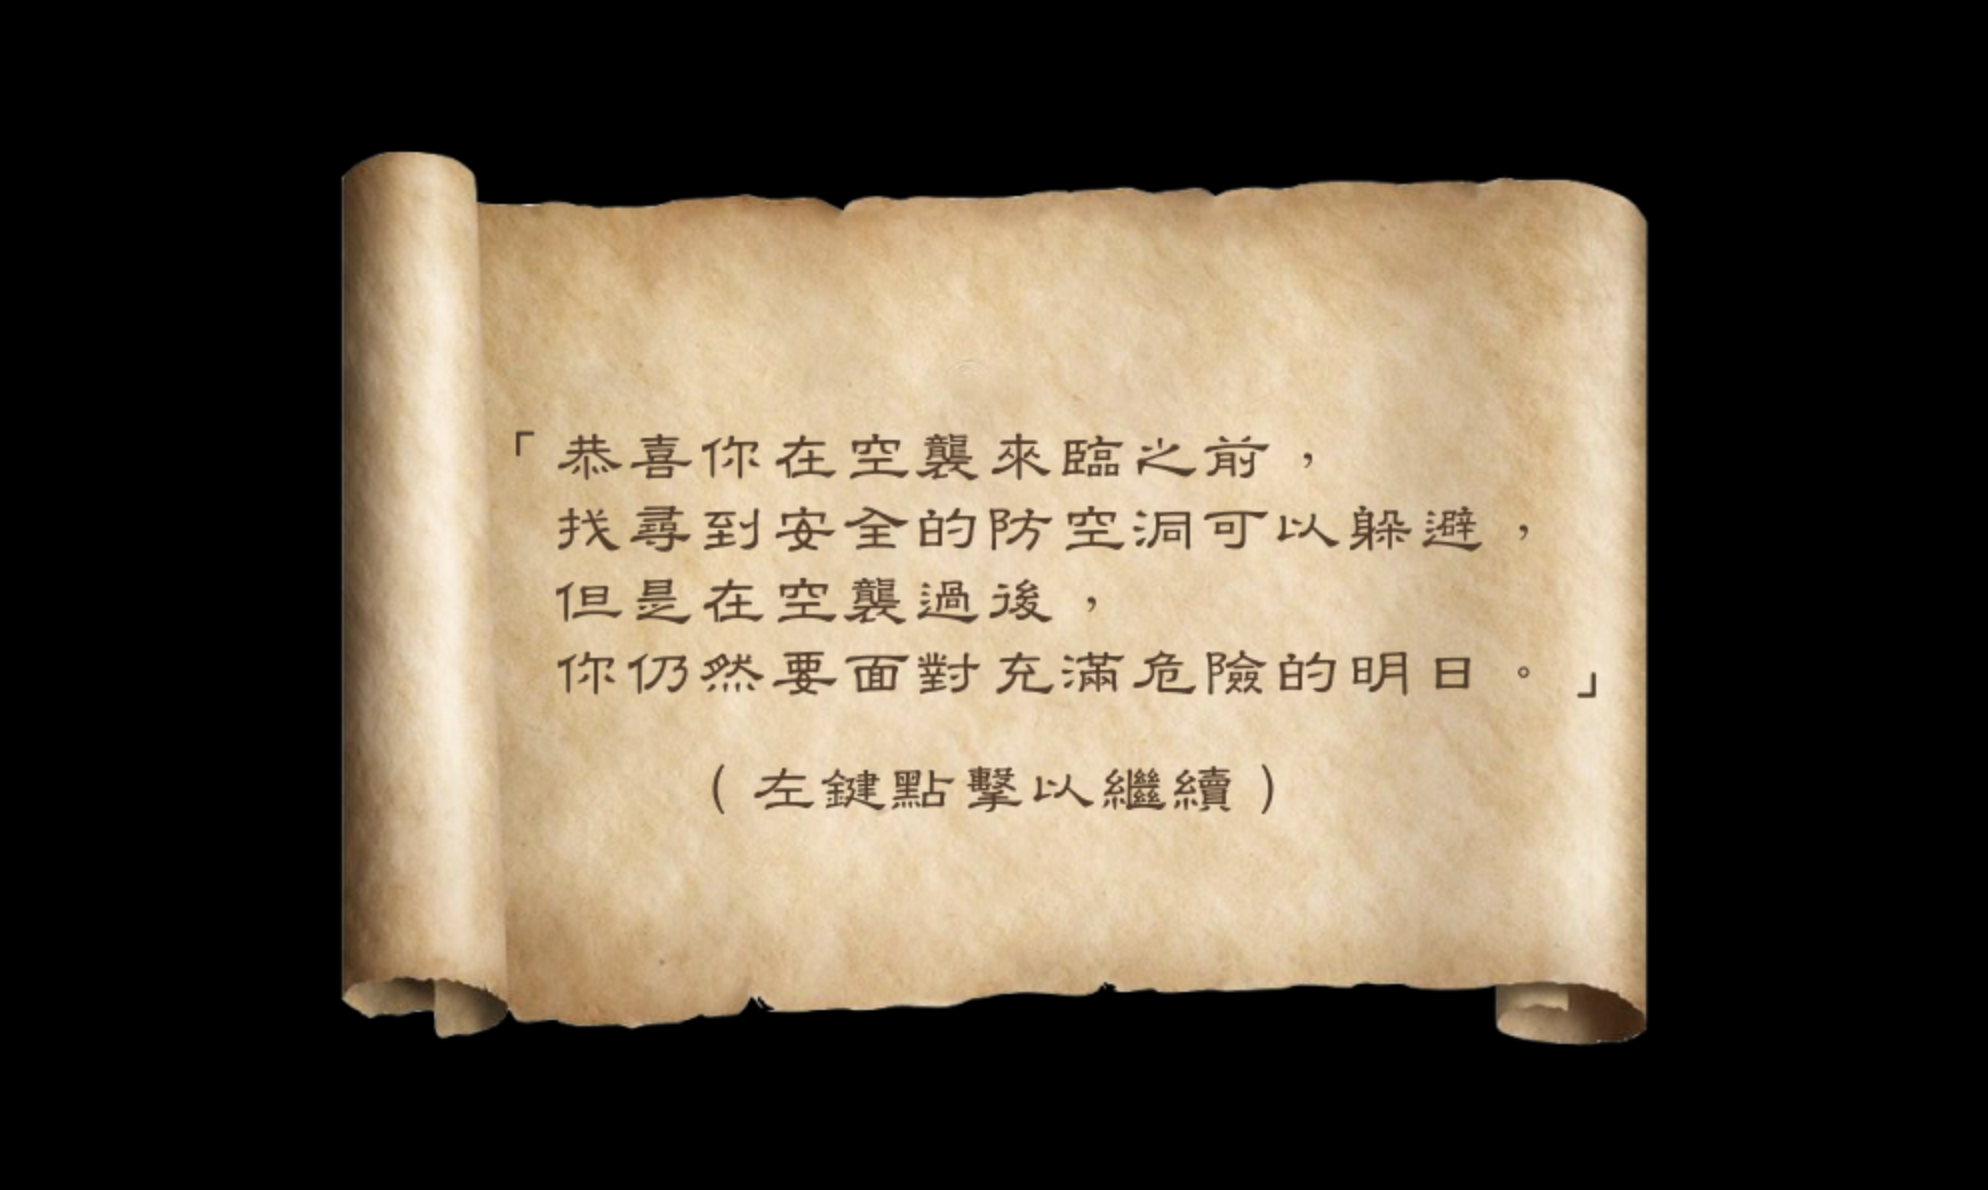 「恭喜你在空襲來臨之前，
找尋到安全的防空洞可以躲避，
但是在空襲過後，
你仍然要面對充滿危險的明日。」
(左鍵點擊以繼續)